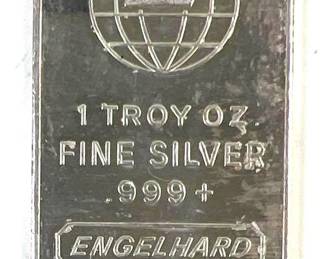 1 TROY OZ
FINE SILVER
.999+
ENGELHARD